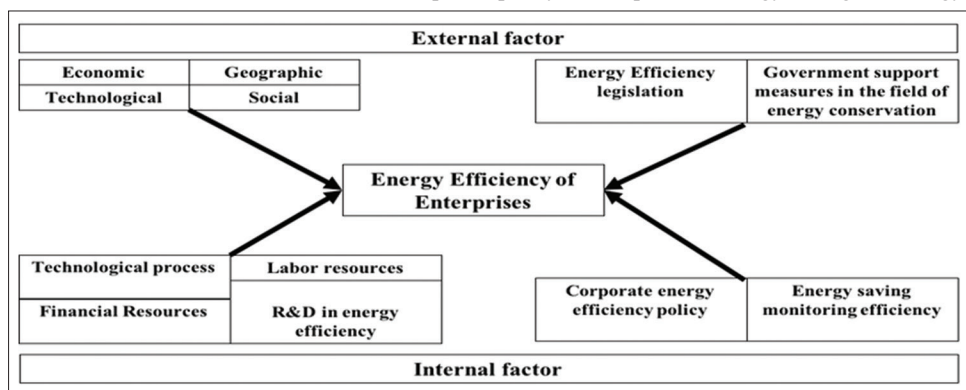 External factor
Economic
Geographic
Technological
Social
Energy Efficiency
legislation
Government support
measures in the field of
energy conservation
Energy Efficiency of
Enterprises
Technological process
Labor resources
Financial Resources
R&D in energy
efficiency
Corporate energy
efficiency policy
Energy saving
monitoring efficiency
Internal factor